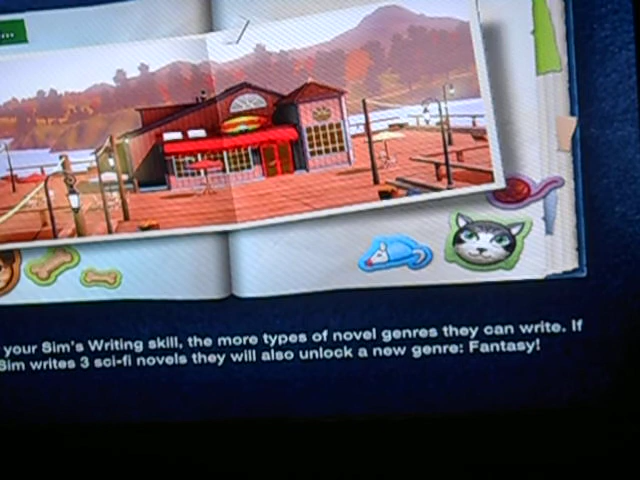 your Sim's Writing skill, the more types of novel genres they can write. If
Sim writes 3 sci-fi novels they will also unlock a new genre: Fantasy!